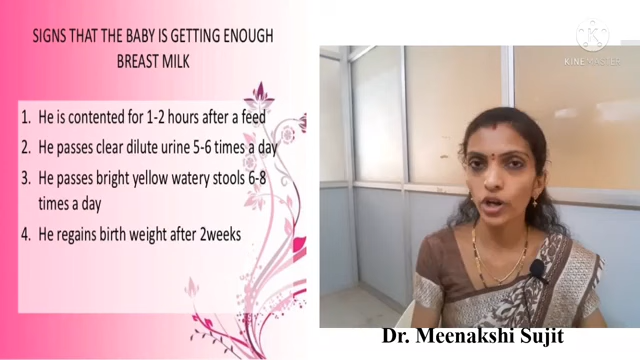 SIGNS THAT THE BABY IS GETTING ENOUGH
BREAST MILK
1. He is contented for 1-2 hours after a feed
2. He passes clear dilute urine 5-6 times a day
3. He passes bright yellow watery stools 6-8
times a day
4. He regains birth weight after 2weeks
KINEMASTER
Dr. Meenakshi Sujit